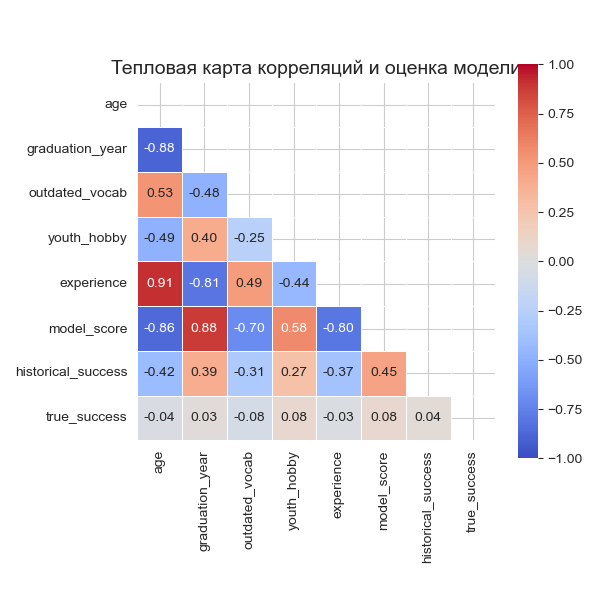 Тепловая карта корреляций и оценка модели
1.00
age
0.75
graduation_year -0.88
0.50
outdated_vocab 0.53 -0.48
0.25
youth_hobby -0.49 0.40 -0.25
0.00
experience 0.91 -0.81 0.49 -0.44
-0.25
model_score -0.86 0.88 -0.70 0.58 -0.80
-0.50
historical_success -0.42 0.39 -0.31 0.27 -0.37 0.45
-0.75
true_success -0.04 0.03 -0.08 0.08 -0.03 0.08 0.04
-1.00
age
graduation_year
outdated_vocab
youth_hobby
experience
model_score
historical_success
true_success